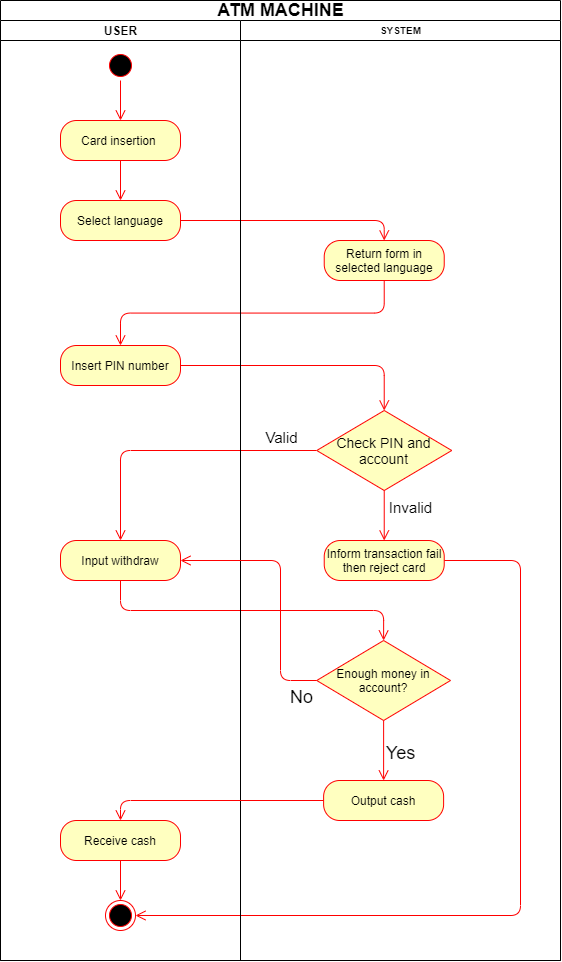 ATM MACHINE
USER
SYSTEM
Card insertion
Select language
Return form in
selected language
Insert PIN number
Valid
Check PIN and
account
Invalid
Input withdraw
Inform transaction fail
then reject card
Enough money in
account?
No
Yes
Output cash
Receive cash